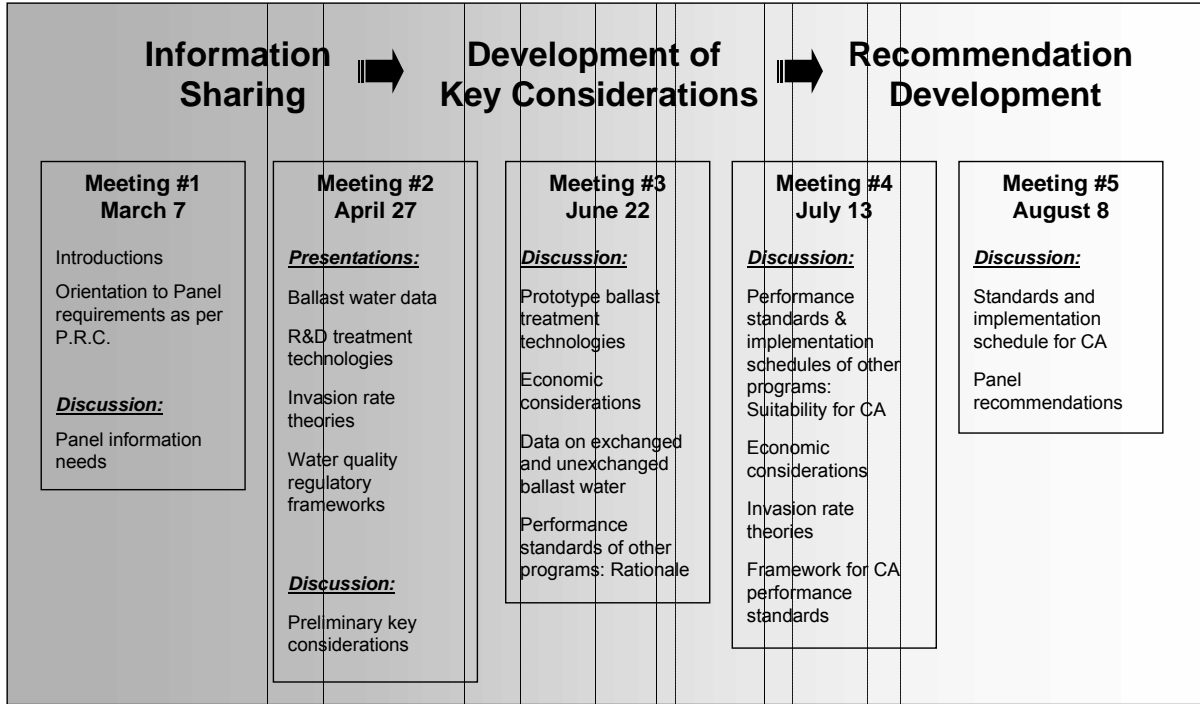 Information
Sharing
Development of
Key Considerations
Recommendation
Development
Meeting #1
March 7
Introductions
Orientation to Panel
requirements as per
P.R.C.
Discussion:
Panel information
needs
Meeting #2
April 27
Presentations:
Ballast water data
R&D treatment
technologies
Invasion rate
theories
Water quality
regulatory
frameworks
Discussion:
Preliminary key
considerations
Meeting #3
June 22
Discussion:
Prototype ballast
treatment
technologies
Economic
considerations
Data on exchanged
and unexchanged
ballast water
Performance
standards of other
programs: Rationale
Meeting #4
July 13
Discussion:
Performance
standards &
implementation
schedules of other
programs:
Suitability for CA
Economic
considerations
Invasion rate
theories
Framework for CA
performance
standards
Meeting #5
August 8
Discussion:
Standards and
implementation
schedule for CA
Panel
recommendations